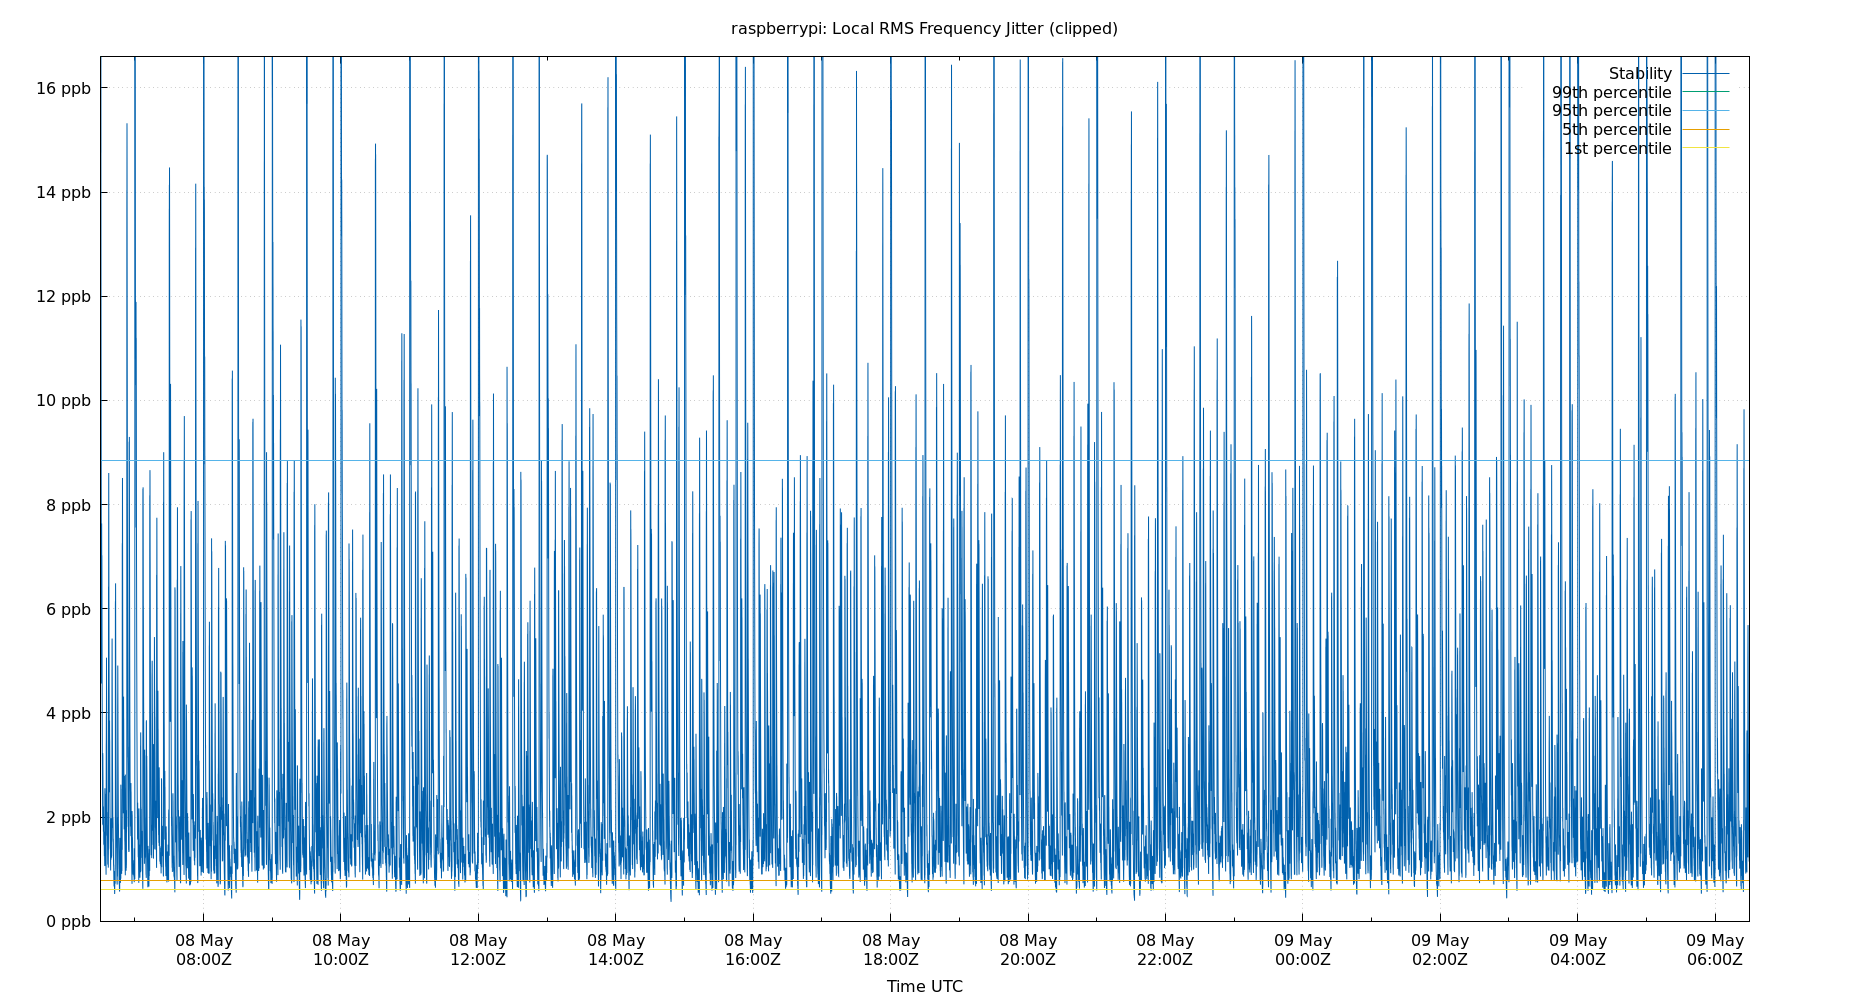 raspberrypi: Local RMS Frequency Jitter (clipped)
16 ppb
14 ppb
12 ppb
10 ppb
8 ppb
6 ppb
4 ppb
2 ppb
0 ppb
Stability
99th percentile
95th percentile
5th percentile
1st percentile
08 May 08 May 08 May 08 May 08 May 08 May 08 May 08 May 09 May 09 May 09 May 09 May
08:00Z 10:00Z 12:00Z 14:00Z 16:00Z 18:00Z 20:00Z 22:00Z 00:00Z 02:00Z 04:00Z 06:00Z
Time UTC